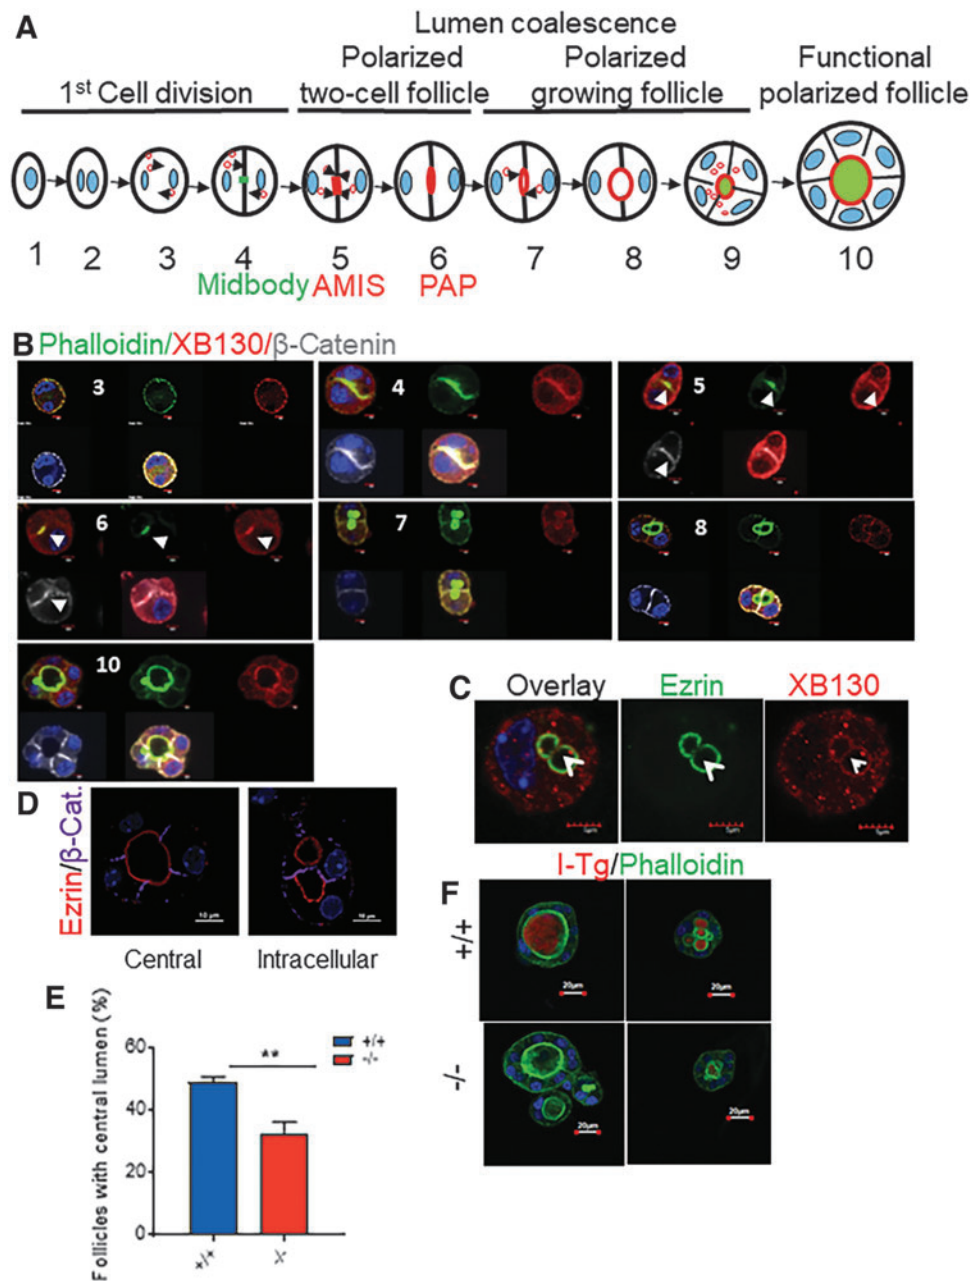 A
Lumen coalescence
1st Cell division
Polarized
two-cell follicle
Polarized
growing follicle
Functional
polarized follicle
1 2 3 4 5 6 7 8 9 10
Midbody AMIS PAP
B Phalloidin/XB130/β-Catenin
3 4 5
6 7 8
10
C Overlay Ezrin XB130
5μm 5μm 5μm
D Ezrin/β-Cat.
10 μm 10 μm
Central Intracellular
E
Follicles with central lumen (%)
60
40
20
0
**
+/+
-/-
+/+ -/-
F I-Tg/Phalloidin
+/+
20μm 20μm
-/-
20μm 20μm